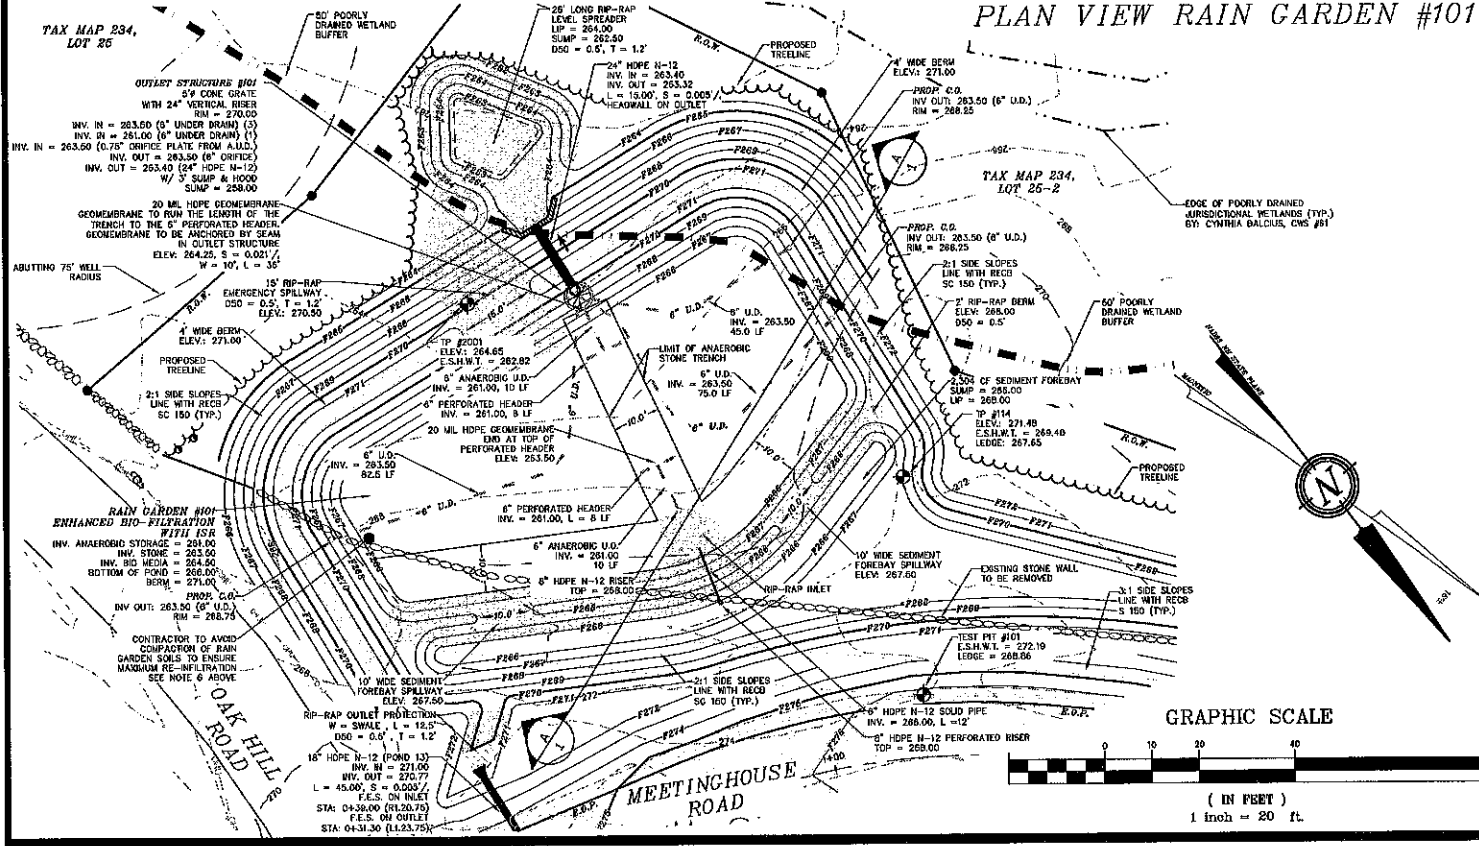 PLAN VIEW RAIN GARDEN #101
TAX MAP 234,
LOT 26
50' POORLY
DRAINED WETLAND
BUFFER
26' LONG RIP-RAP
LEVEL SPREADER
LIP = 264.00
SUMP = 262.50
D50 = 0.5', T = 1.2'
24" HDPE N-12
INV. IN = 263.40
INV. OUT = 263.32
L = 15.00', S = 0.005'/,
HEADWALL ON OUTLET
R.O.W.
PROPOSED
TREELINE
4' WIDE BERM
ELEV.: 271.00
PROP. C.O.
INV OUT: 263.50 (6" U.D.)
RIM = 268.25
A
1
TAX MAP 234,
LOT 25-2
EDGE OF POORLY DRAINED
JURISDICTIONAL WETLANDS (TYP.)
BY: CYNTHIA BALCIUS, CWS #61
OUTLET STRUCTURE #101
5'φ CONE GRATE
WITH 24" VERTICAL RISER
RIM = 270.00
INV. IN = 263.50 (6" UNDER DRAIN) (3)
INV. IN = 261.00 (6" UNDER DRAIN) (1)
INV. IN = 263.50 (0.75" ORIFICE PLATE FROM A.U.D.)
INV. OUT = 263.50 (6" ORIFICE)
INV. OUT = 263.40 (24" HDPE N-12)
W/ 3' SUMP & HOOD
SUMP = 258.00
20 MIL HDPE GEOMEMBRANE
GEOMEMBRANE TO RUN THE LENGTH OF THE
TRENCH TO THE 6" PERFORATED HEADER.
GEOMEMBRANE TO BE ANCHORED BY SEAM
IN OUTLET STRUCTURE
ELEV: 264.25, S = 0.021'/,
W = 10', L = 35'
ABUTTING 75' WELL
RADIUS
R.O.W.
15' RIP-RAP
EMERGENCY SPILLWAY
D50 = 0.5', T = 1.2'
ELEV.: 270.50
4' WIDE BERM
ELEV.: 271.00
PROPOSED
TREELINE
2:1 SIDE SLOPES
LINE WITH RECB
SC 150 (TYP.)
PROP. C.O.
INV OUT: 263.50 (6" U.D.)
RIM = 268.25
2:1 SIDE SLOPES
LINE WITH RECB
SC 150 (TYP.)
2' RIP-RAP BERM
ELEV: 268.00
D50 = 0.5'
50' POORLY
DRAINED WETLAND
BUFFER
2,304 CF SEDIMENT FOREBAY
SUMP = 265.00
LIP = 268.00
TP #114
ELEV.: 271.48
E.S.H.W.T. = 269.48
LEDGE: 267.65
R.O.W.
PROPOSED
TREELINE
TP #2001
ELEV.: 264.65
E.S.H.W.T. = 262.82
6" ANAEROBIC U.D.
INV. = 261.00, 10 LF
6" PERFORATED HEADER
INV. = 261.00, 8 LF
20 MIL HDPE GEOMEMBRANE
END AT TOP OF
PERFORATED HEADER
ELEV: 263.50
6" U.D.
6" U.D.
INV. = 263.50
45.0 LF
LIMIT OF ANAEROBIC
STONE TRENCH
6" U.D.
INV. = 263.50
75.0 LF
6" U.D.
10.0'
6" U.D.
6" U.D.
INV. = 263.50
82.5 LF
6" U.D.
6" PERFORATED HEADER
INV. = 261.00, L = 8 LF
6" ANAEROBIC U.D.
INV. = 261.00
10 LF
8" HDPE N-12 RISER
TOP = 268.00
RIP-RAP INLET
10' WIDE SEDIMENT
FOREBAY SPILLWAY
ELEV: 267.50
EXISTING STONE WALL
TO BE REMOVED
3:1 SIDE SLOPES
LINE WITH RECB
S 150 (TYP.)
TEST PIT #101
E.S.H.W.T. = 272.19
LEDGE = 268.86
RAIN GARDEN #101
ENHANCED BIO-FILTRATION
WITH ISR
INV. ANAEROBIC STORAGE = 261.00
INV. STONE = 263.50
INV. BIO MEDIA = 264.50
BOTTOM OF POND = 266.00
BERM = 271.00
PROP. C.O.
INV OUT: 263.50 (6" U.D.)
RIM = 268.75
CONTRACTOR TO AVOID
COMPACTION OF RAIN
GARDEN SOILS TO ENSURE
MAXIMUM RE-INFILTRATION
SEE NOTE 6 ABOVE
10' WIDE SEDIMENT
FOREBAY SPILLWAY
ELEV: 267.50
RIP-RAP OUTLET PROTECTION
W = SWALE, L = 12.5'
D50 = 0.5', T = 1.2'
18" HDPE N-12 (POND 13)
INV. IN = 271.00
INV. OUT = 270.77
L = 45.00', S = 0.005'/,
F.E.S. ON INLET
STA: 0+39.00 (R1.20.75)
F.E.S. ON OUTLET
STA: 0+31.30 (L1.23.75)
2:1 SIDE SLOPES
LINE WITH RECB
SC 150 (TYP.)
6" HDPE N-12 SOLID PIPE
INV. = 266.00, L =12'
8" HDPE N-12 PERFORATED RISER
TOP = 269.00
A
1
OAK HILL
ROAD
MEETINGHOUSE
ROAD
E.O.P.
E.O.P.
1+00
N
MAGNETIC
GRAPHIC SCALE
0 10 20 40
( IN FEET )
1 inch = 20 ft.